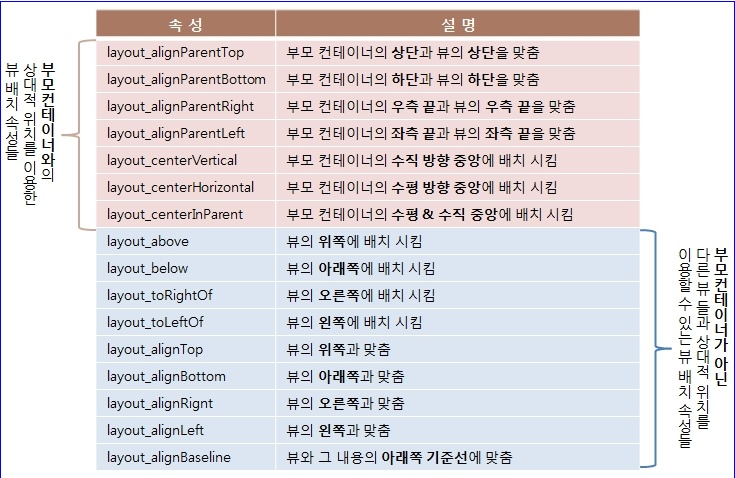 속 성 설 명
layout_alignParentTop 부모 컨테이너의 상단과 뷰의 상단을 맞춤
layout_alignParentBottom 부모 컨테이너의 하단과 뷰의 하단을 맞춤
layout_alignParentRight 부모 컨테이너의 우측 끝과 뷰의 우측 끝을 맞춤
layout_alignParentLeft 부모 컨테이너의 좌측 끝과 뷰의 좌측 끝을 맞춤
layout_centerVertical 부모 컨테이너의 수직 방향 중앙에 배치 시킴
layout_centerHorizontal 부모 컨테이너의 수평 방향 중앙에 배치 시킴
layout_centerInParent 부모 컨테이너의 수평 & 수직 중앙에 배치 시킴
layout_above 뷰의 위쪽에 배치 시킴
layout_below 뷰의 아래쪽에 배치 시킴
layout_toRightOf 뷰의 오른쪽에 배치 시킴
layout_toLeftOf 뷰의 왼쪽에 배치 시킴
layout_alignTop 뷰의 위쪽과 맞춤
layout_alignBottom 뷰의 아래쪽과 맞춤
layout_alignRignt 뷰의 오른쪽과 맞춤
layout_alignLeft 뷰의 왼쪽과 맞춤
layout_alignBaseline 뷰와 그 내용의 아래쪽 기준선에 맞춤
부모컨테이너와의
상대적 위치를 이용한
뷰 배치 속성들
부모컨테이너가 아닌
다른 뷰 들과 상대적 위치를
이용할 수 있는 뷰 배치 속성들